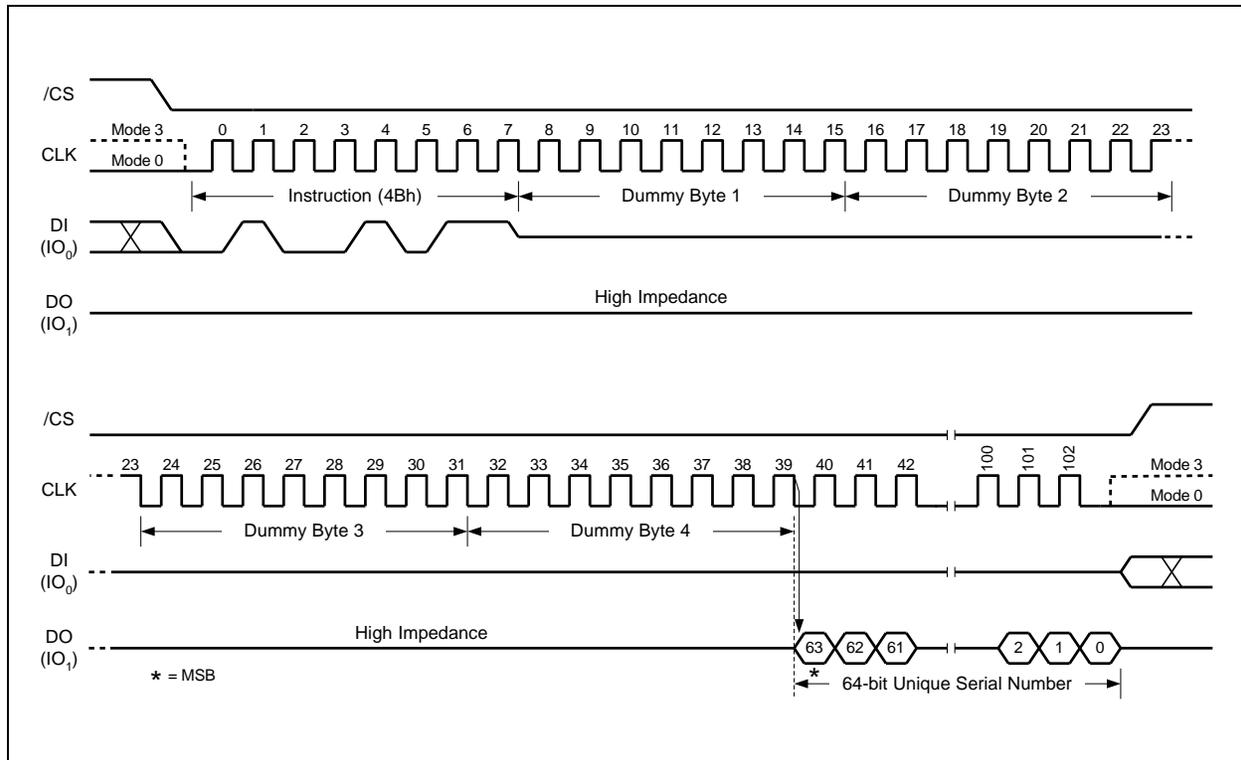 /CS
Mode 3
0 1 2 3 4 5 6 7 8 9 10 11 12 13 14 15 16 17 18 19 20 21 22 23
CLK
Mode 0
Instruction (4Bh) Dummy Byte 1 Dummy Byte 2
DI
(IO0)
DO
(IO1)
High Impedance
/CS
23 24 25 26 27 28 29 30 31 32 33 34 35 36 37 38 39 40 41 42 100 101 102
Mode 3
CLK
Mode 0
Dummy Byte 3 Dummy Byte 4
DI
(IO0)
DO
(IO1)
High Impedance
63 62 61 2 1 0
* = MSB
*
64-bit Unique Serial Number